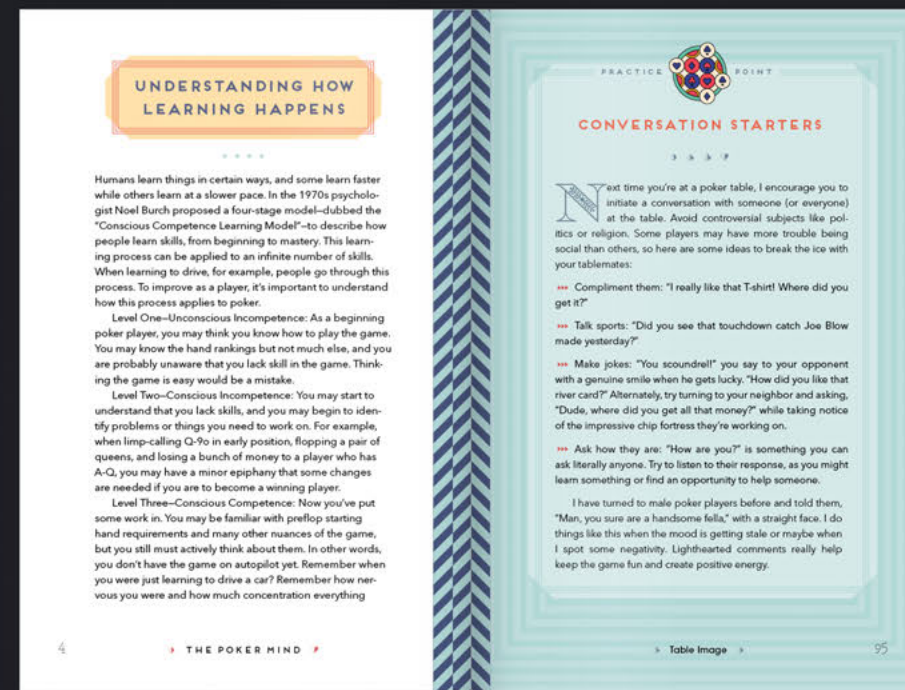 UNDERSTANDING HOW
LEARNING HAPPENS
Humans learn things in certain ways, and some learn faster
while others learn at a slower pace. In the 1970s psycholo-
gist Noel Burch proposed a four-stage model—dubbed the
"Conscious Competence Learning Model"—to describe how
people learn skills, from beginning to mastery. This learn-
ing process can be applied to an infinite number of skills.
When learning to drive, for example, people go through this
process. To improve as a player, it's important to understand
how this process applies to poker.
Level One—Unconscious Incompetence: As a beginning
poker player, you may think you know how to play the game.
You may know the hand rankings but not much else, and you
are probably unaware that you lack skill in the game. Think-
ing the game is easy would be a mistake.
Level Two—Conscious Incompetence: You may start to
understand that you lack skills, and you may begin to iden-
tify problems or things you need to work on. For example,
when limp-calling Q-9o in early position, flopping a pair of
queens, and losing a bunch of money to a player who has
A-Q, you may have a minor epiphany that some changes
are needed if you are to become a winning player.
Level Three—Conscious Competence: Now you've put
some work in. You may be familiar with preflop starting
hand requirements and many other nuances of the game,
but you still must actively think about them. In other words,
you don't have the game on autopilot yet. Remember when
you were just learning to drive a car? Remember how ner-
vous you were and how much concentration everything
4
THE POKER MIND
PRACTICE POINT
CONVERSATION STARTERS
Next time you're at a poker table, I encourage you to
initiate a conversation with someone (or everyone)
at the table. Avoid controversial subjects like pol-
itics or religion. Some players may have more trouble being
social than others, so here are some ideas to break the ice with
your tablemates:
Compliment them: "I really like that T-shirt! Where did you
get it?"
Talk sports: "Did you see that touchdown catch Joe Blow
made yesterday?"
Make jokes: "You scoundrel!" you say to your opponent
with a genuine smile when he gets lucky. "How did you like that
river card?" Alternately, try turning to your neighbor and asking,
"Dude, where did you get all that money?" while taking notice
of the impressive chip fortress they're working on.
Ask how they are: "How are you?" is something you can
ask literally anyone. Try to listen to their response, as you might
learn something or find an opportunity to help someone.
I have turned to male poker players before and told them,
"Man, you sure are a handsome fella," with a straight face. I do
things like this when the mood is getting stale or maybe when
I spot some negativity. Lighthearted comments really help
keep the game fun and create positive energy.
Table Image
95